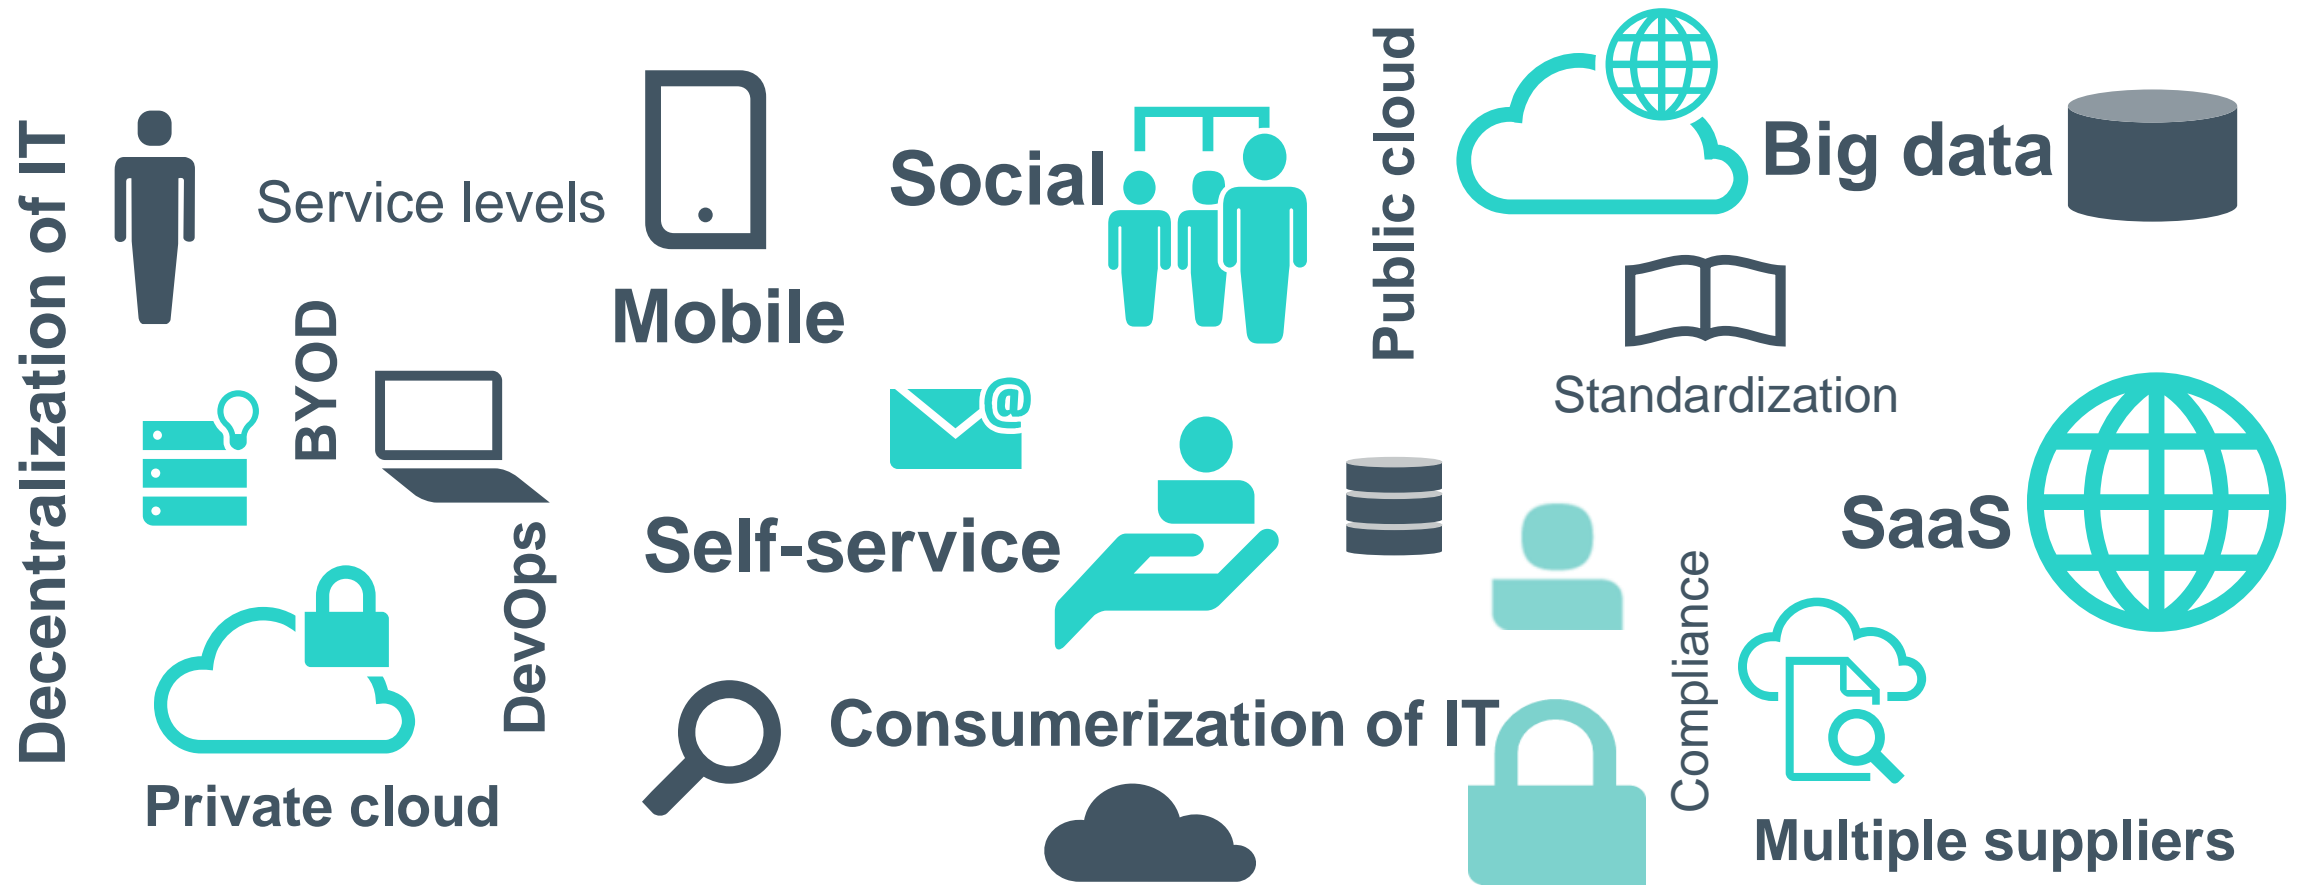 Decentralization of IT
Service levels
BYOD
Mobile
Social
Public cloud
Big data
Standardization
@
DevOps
Self-service
SaaS
Private cloud
Consumerization of IT
Compliance
Multiple suppliers